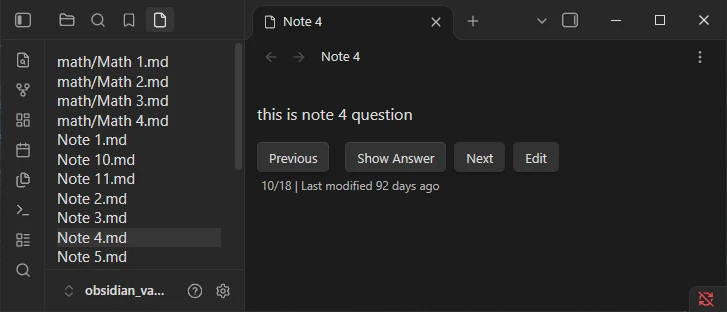 Note 4
Note 4
math/Math 1.md
math/Math 2.md
math/Math 3.md
math/Math 4.md
Note 1.md
Note 10.md
Note 11.md
Note 2.md
Note 3.md
Note 4.md
Note 5.md
obsidian_va...
this is note 4 question
Previous
Show Answer
Next
Edit
10/18 | Last modified 92 days ago